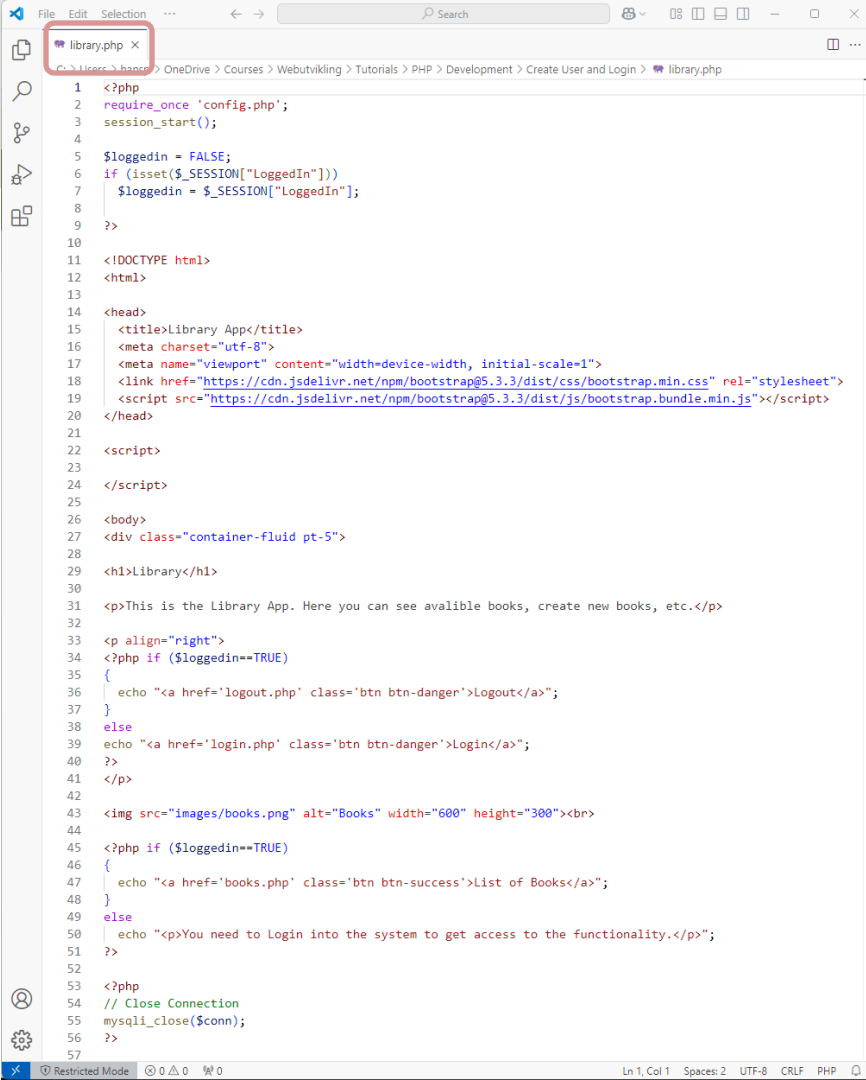 File Edit Selection ··· Search
library.php
C: > Users > hansp > OneDrive > Courses > Webutvikling > Tutorials > PHP > Development > Create User and Login > library.php
1 <?php
2 require_once 'config.php';
3 session_start();
4
5 $loggedin = FALSE;
6 if (isset($_SESSION["LoggedIn"]))
7 $loggedin = $_SESSION["LoggedIn"];
8
9 ?>
10
11 <!DOCTYPE html>
12 <html>
13
14 <head>
15 <title>Library App</title>
16 <meta charset="utf-8">
17 <meta name="viewport" content="width=device-width, initial-scale=1">
18 <link href="https://cdn.jsdelivr.net/npm/bootstrap@5.3.3/dist/css/bootstrap.min.css" rel="stylesheet">
19 <script src="https://cdn.jsdelivr.net/npm/bootstrap@5.3.3/dist/js/bootstrap.bundle.min.js"></script>
20 </head>
21
22 <script>
23
24 </script>
25
26 <body>
27 <div class="container-fluid pt-5">
28
29 <h1>Library</h1>
30
31 <p>This is the Library App. Here you can see avalible books, create new books, etc.</p>
32
33 <p align="right">
34 <?php if ($loggedin==TRUE)
35 {
36 echo "<a href='logout.php' class='btn btn-danger'>Logout</a>";
37 }
38 else
39 echo "<a href='login.php' class='btn btn-danger'>Login</a>";
40 ?>
41 </p>
42
43 <img src="images/books.png" alt="Books" width="600" height="300"><br>
44
45 <?php if ($loggedin==TRUE)
46 {
47 echo "<a href='books.php' class='btn btn-success'>List of Books</a>";
48 }
49 else
50 echo "<p>You need to Login into the system to get access to the functionality.</p>";
51 ?>
52
53 <?php
54 // Close Connection
55 mysqli_close($conn);
56 ?>
57
Restricted Mode 0 0 0 Ln 1, Col 1 Spaces: 2 UTF-8 CRLF PHP